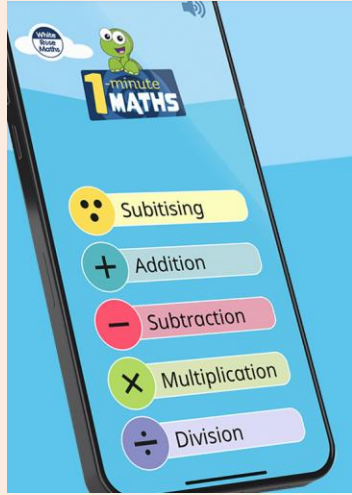 White
Rose
Maths
1-minute
MATHS
Subitising
+ Addition
− Subtraction
× Multiplication
÷ Division